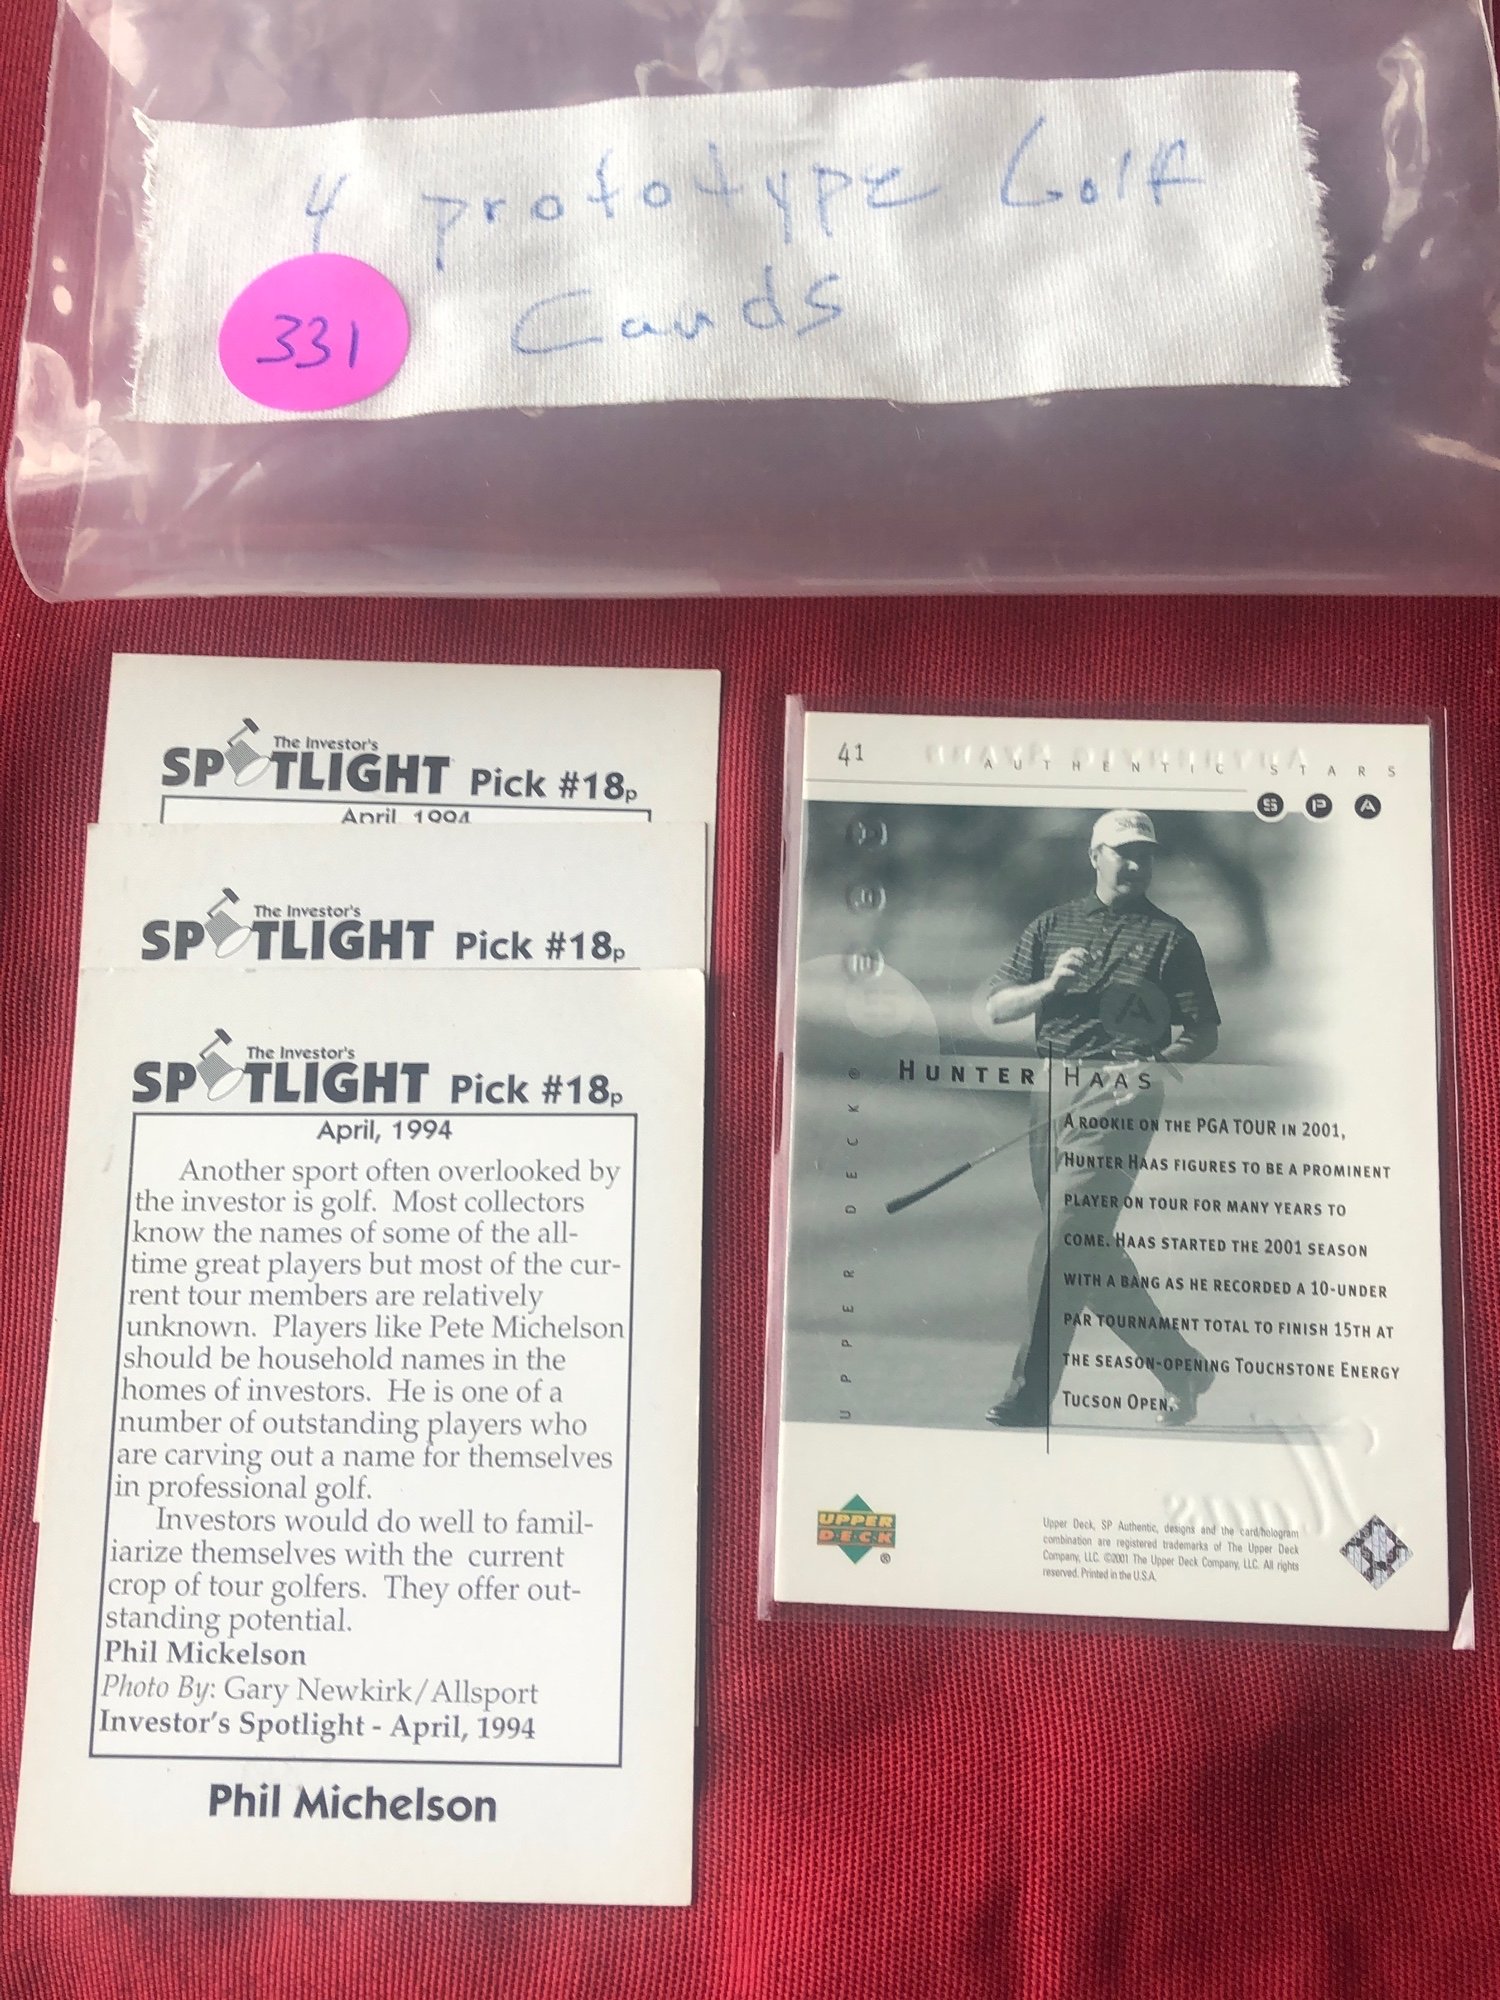 4 prototype Golf
Cards
331
The Investor's
SPOTLIGHT Pick #18p
April, 1994
The Investor's
SPOTLIGHT Pick #18p
The Investor's
SPOTLIGHT Pick #18p
April, 1994
Another sport often overlooked by
the investor is golf. Most collectors
know the names of some of the all-
time great players but most of the cur-
rent tour members are relatively
unknown. Players like Pete Michelson
should be household names in the
homes of investors. He is one of a
number of outstanding players who
are carving out a name for themselves
in professional golf.
Investors would do well to famil-
iarize themselves with the current
crop of tour golfers. They offer out-
standing potential.
Phil Mickelson
Photo By: Gary Newkirk/Allsport
Investor's Spotlight - April, 1994
Phil Michelson
41
AUTHENTIC STARS
SPA
UPPER DECK®
HUNTER HAAS
A ROOKIE ON THE PGA TOUR IN 2001,
HUNTER HAAS FIGURES TO BE A PROMINENT
PLAYER ON TOUR FOR MANY YEARS TO
COME. HAAS STARTED THE 2001 SEASON
WITH A BANG AS HE RECORDED A 10-UNDER
PAR TOURNAMENT TOTAL TO FINISH 15TH AT
THE SEASON-OPENING TOUCHSTONE ENERGY
TUCSON OPEN.
UPPER
DECK
®
Upper Deck, SP Authentic, designs and the card/hologram
combination are registered trademarks of The Upper Deck
Company, LLC. ©2001 The Upper Deck Company, LLC. All rights
reserved. Printed in the U.S.A.